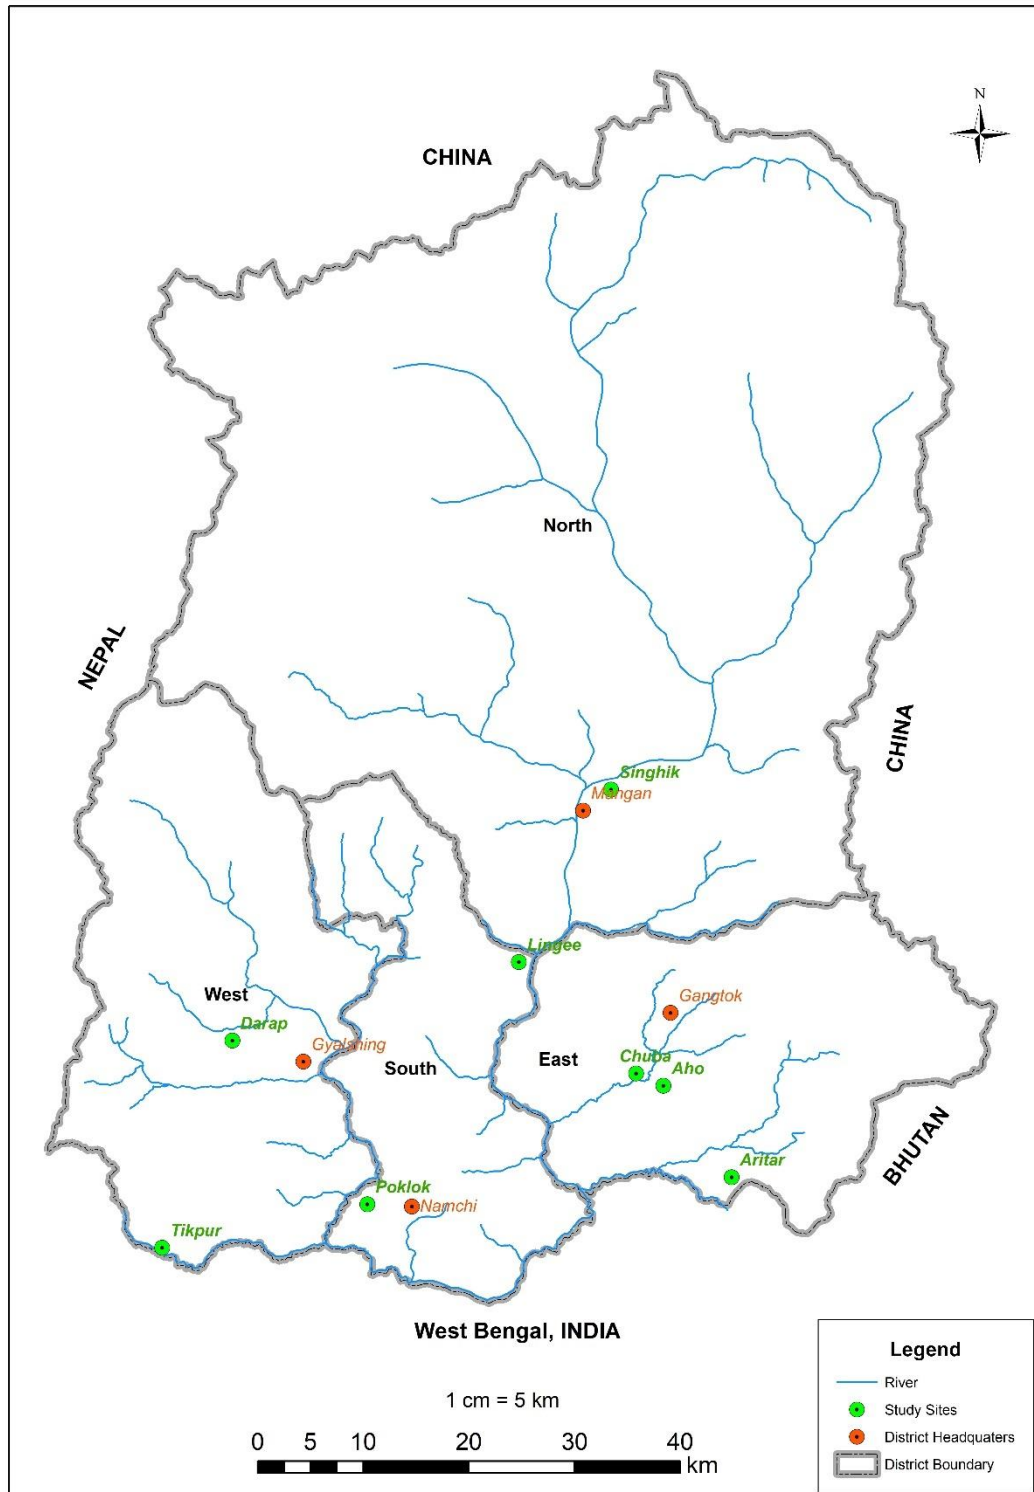 N
CHINA
North
NEPAL
CHINA
Singhik
Mangan
Lingee
West
Gangtok
Darap
Gyalshing
South
East
Chuba
Aho
BHUTAN
Aritar
Poklok
Namchi
Tikpur
West Bengal, INDIA
1 cm = 5 km
0 5 10 20 30 40
km
Legend
River
Study Sites
District Headquaters
District Boundary